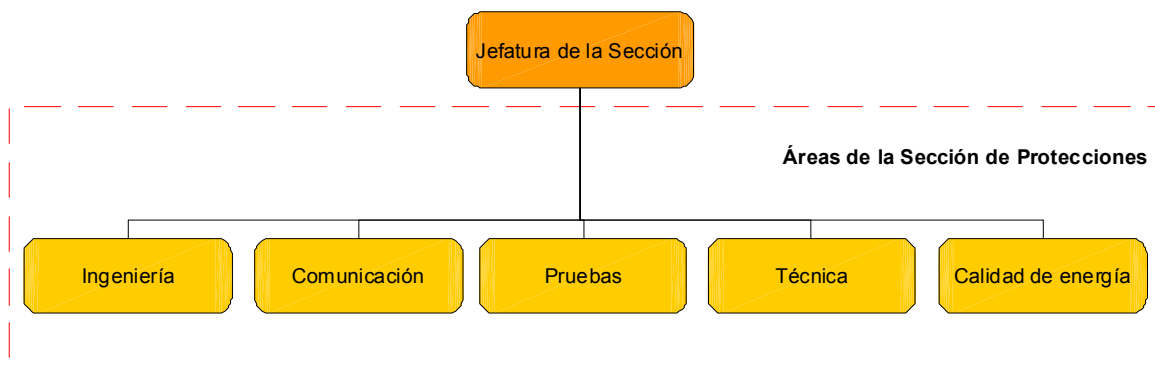 Jefatura de la Sección
Áreas de la Sección de Protecciones
Ingeniería
Comunicación
Pruebas
Técnica
Calidad de energía